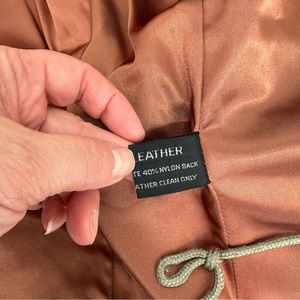 EATHER
TE 40% NYLON BACK
ATHER CLEAN ONLY